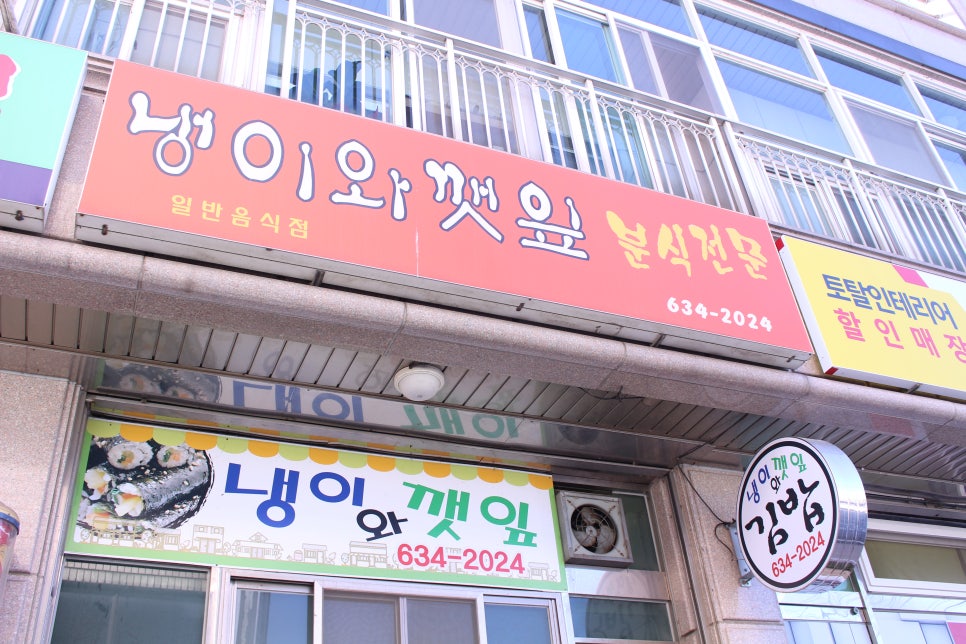 냉이와깻잎 분식전문
일반음식점
634-2024
토탈인테리어
할인매장
냉이와깻잎
634-2024
냉이와깻잎
김밥
634-2024